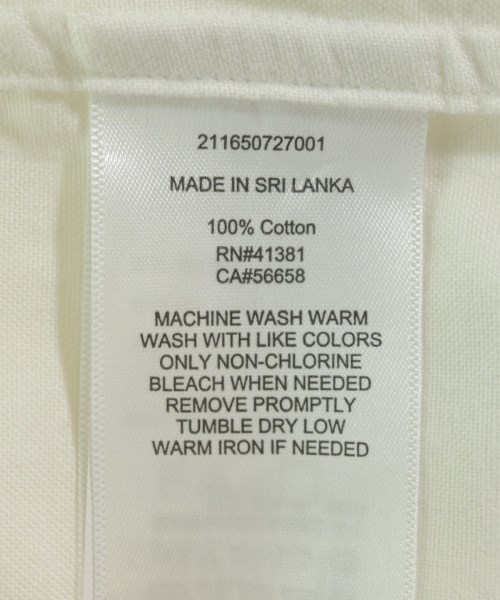 211650727001
MADE IN SRI LANKA
100% Cotton
RN#41381
CA#56658
MACHINE WASH WARM
WASH WITH LIKE COLORS
ONLY NON-CHLORINE
BLEACH WHEN NEEDED
REMOVE PROMPTLY
TUMBLE DRY LOW
WARM IRON IF NEEDED